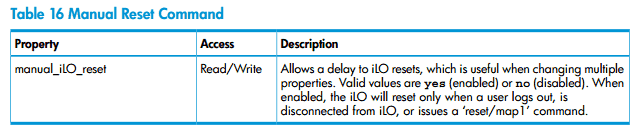 Table 16 Manual Reset Command
Property Access Description
manual_iLO_reset Read/Write Allows a delay to iLO resets, which is useful when changing multiple
properties. Valid values are yes (enabled) or no (disabled). When
enabled, the iLO will reset only when a user logs out, is
disconnected from iLO, or issues a ‘reset/map1’ command.